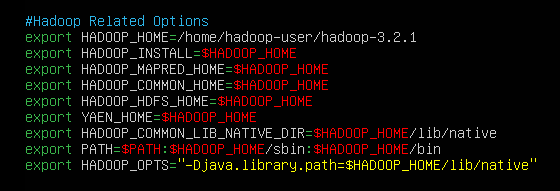 #Hadoop Related Options
export HADOOP_HOME=/home/hadoop-user/hadoop-3.2.1
export HADOOP_INSTALL=$HADOOP_HOME
export HADOOP_MAPRED_HOME=$HADOOP_HOME
export HADOOP_COMMON_HOME=$HADOOP_HOME
export HADOOP_HDFS_HOME=$HADOOP_HOME
export YAEN_HOME=$HADOOP_HOME
export HADOOP_COMMON_LIB_NATIVE_DIR=$HADOOP_HOME/lib/native
export PATH=$PATH:$HADOOP_HOME/sbin:$HADOOP_HOME/bin
export HADOOP_OPTS="-Djava.library.path=$HADOOP_HOME/lib/native"